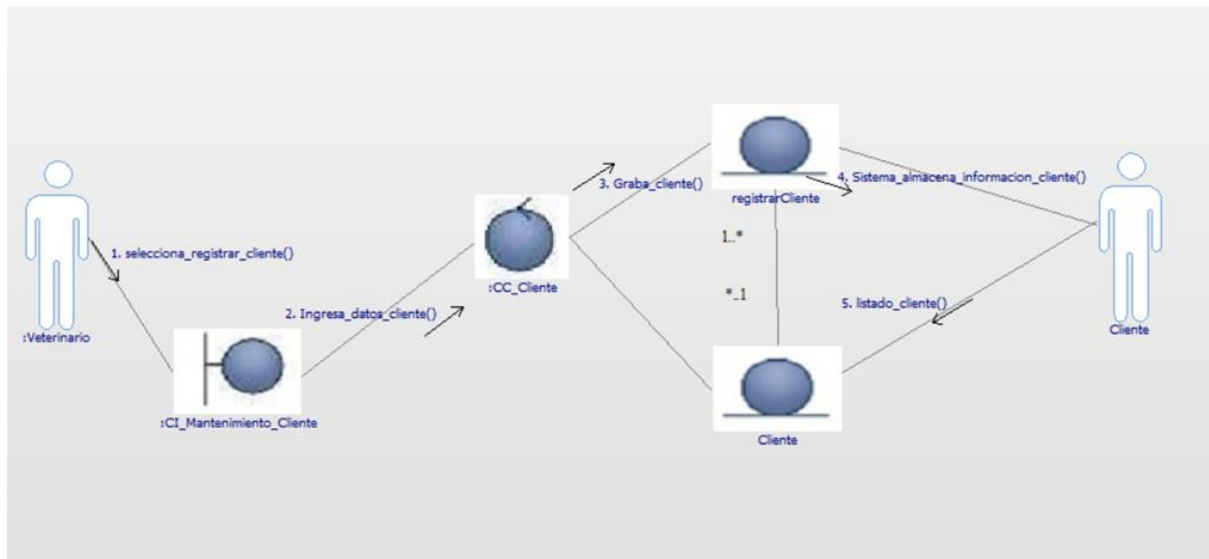 :Veterinario
1. selecciona_registrar_cliente()
:CI_Mantenimiento_Cliente
2. Ingresa_datos_cliente()
:CC_Cliente
3. Graba_cliente()
registrarCliente
4. Sistema_almacena_informacion_cliente()
1..*
*..1
5. listado_cliente()
Cliente
Cliente